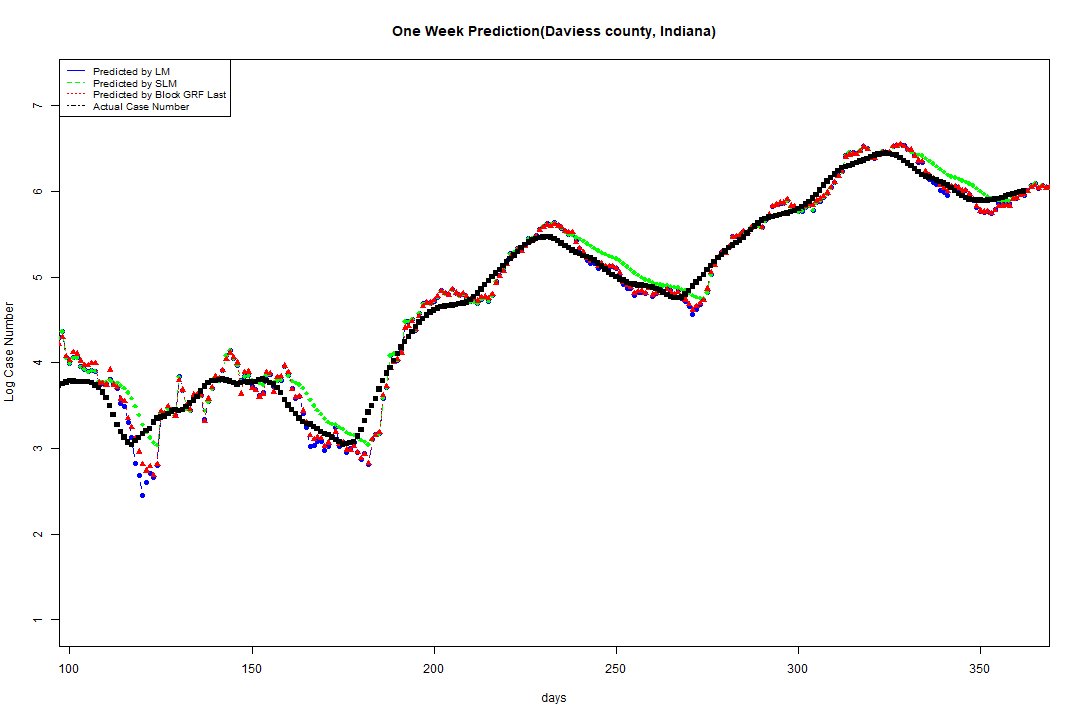 One Week Prediction(Daviess county, Indiana)
Predicted by LM
Predicted by SLM
Predicted by Block GRF Last
Actual Case Number
7
6
5
4
3
2
1
Log Case Number
100 150 200 250 300 350
days